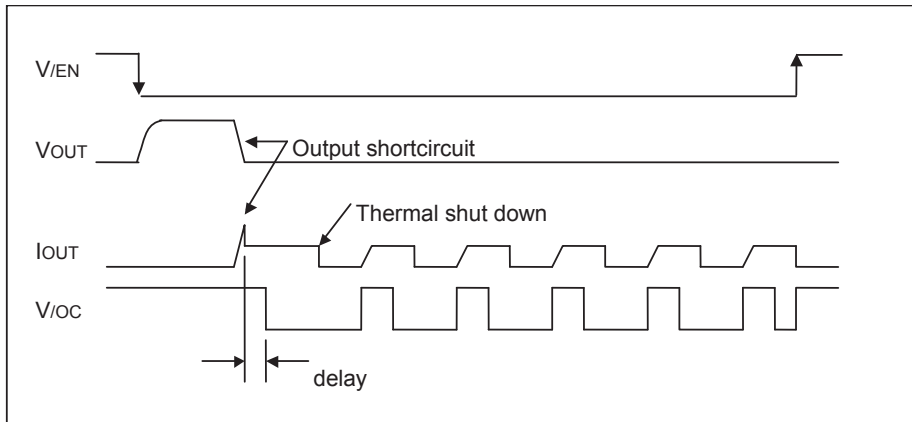 V/EN
VOUT
Output shortcircuit
Thermal shut down
IOUT
V/OC
delay